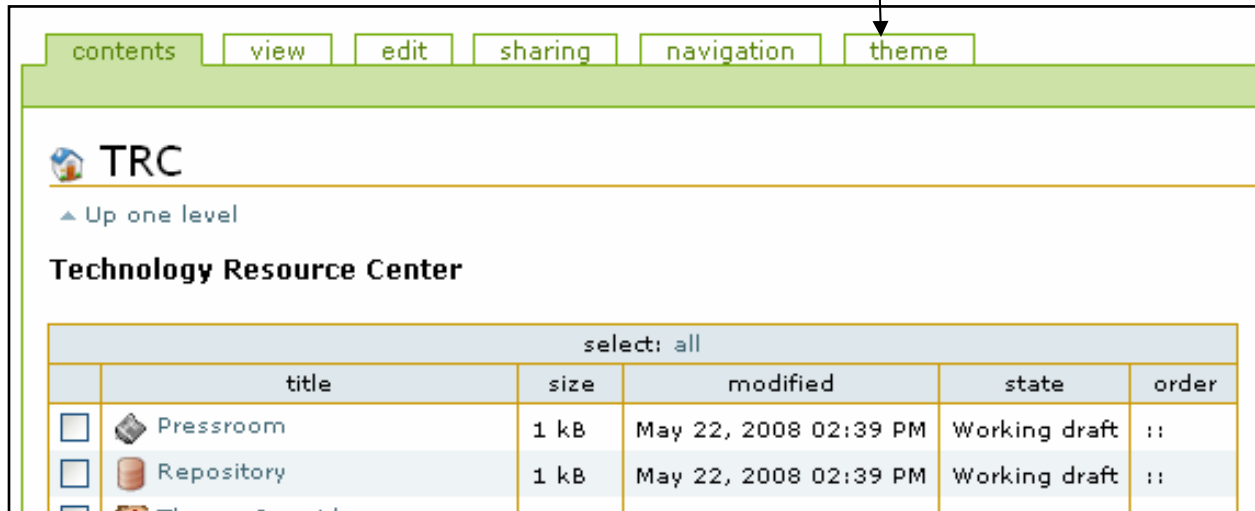 contents view edit sharing navigation theme
TRC
Up one level
Technology Resource Center
select: all
title size modified state order
Pressroom 1 kB May 22, 2008 02:39 PM Working draft ::
Repository 1 kB May 22, 2008 02:39 PM Working draft ::